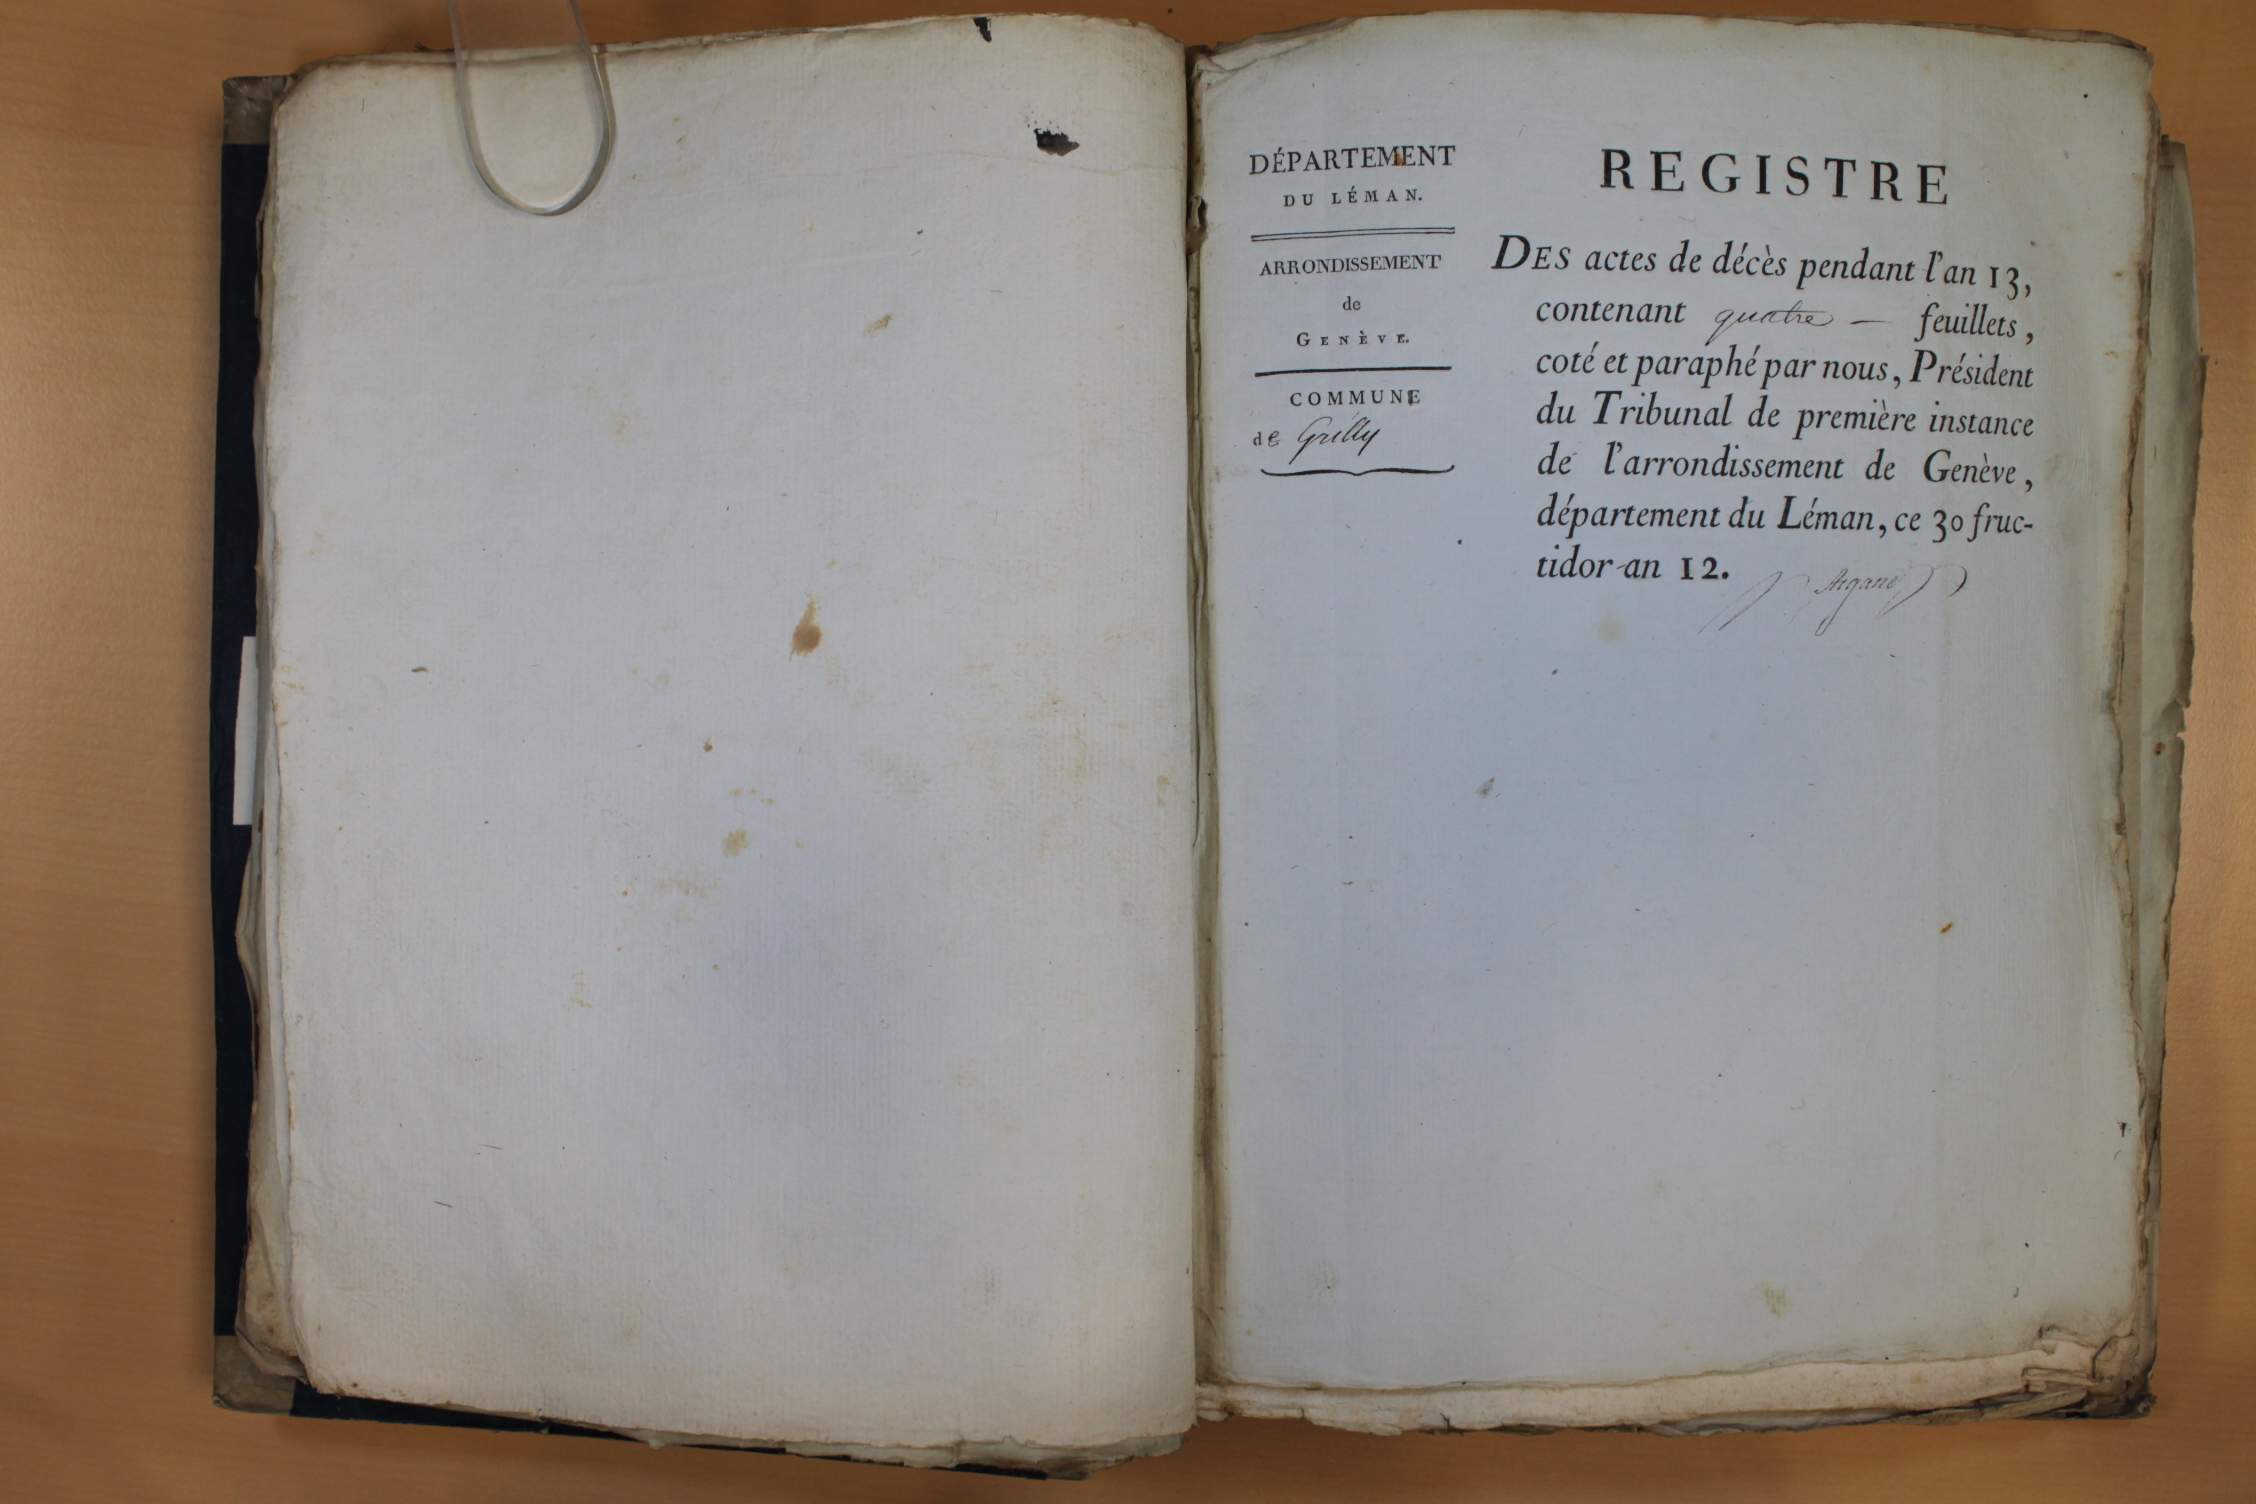 DÉPARTEMENT
DU LÉMAN.
ARRONDISSEMENT
de
GENÈVE.
COMMUNE
de Grilly
REGISTRE
DES actes de décès pendant l'an 13,
contenant quatre — feuillets,
coté et paraphé par nous, Président
du Tribunal de première instance
de l'arrondissement de Genève,
département du Léman, ce 30 fruc-
tidor an 12.